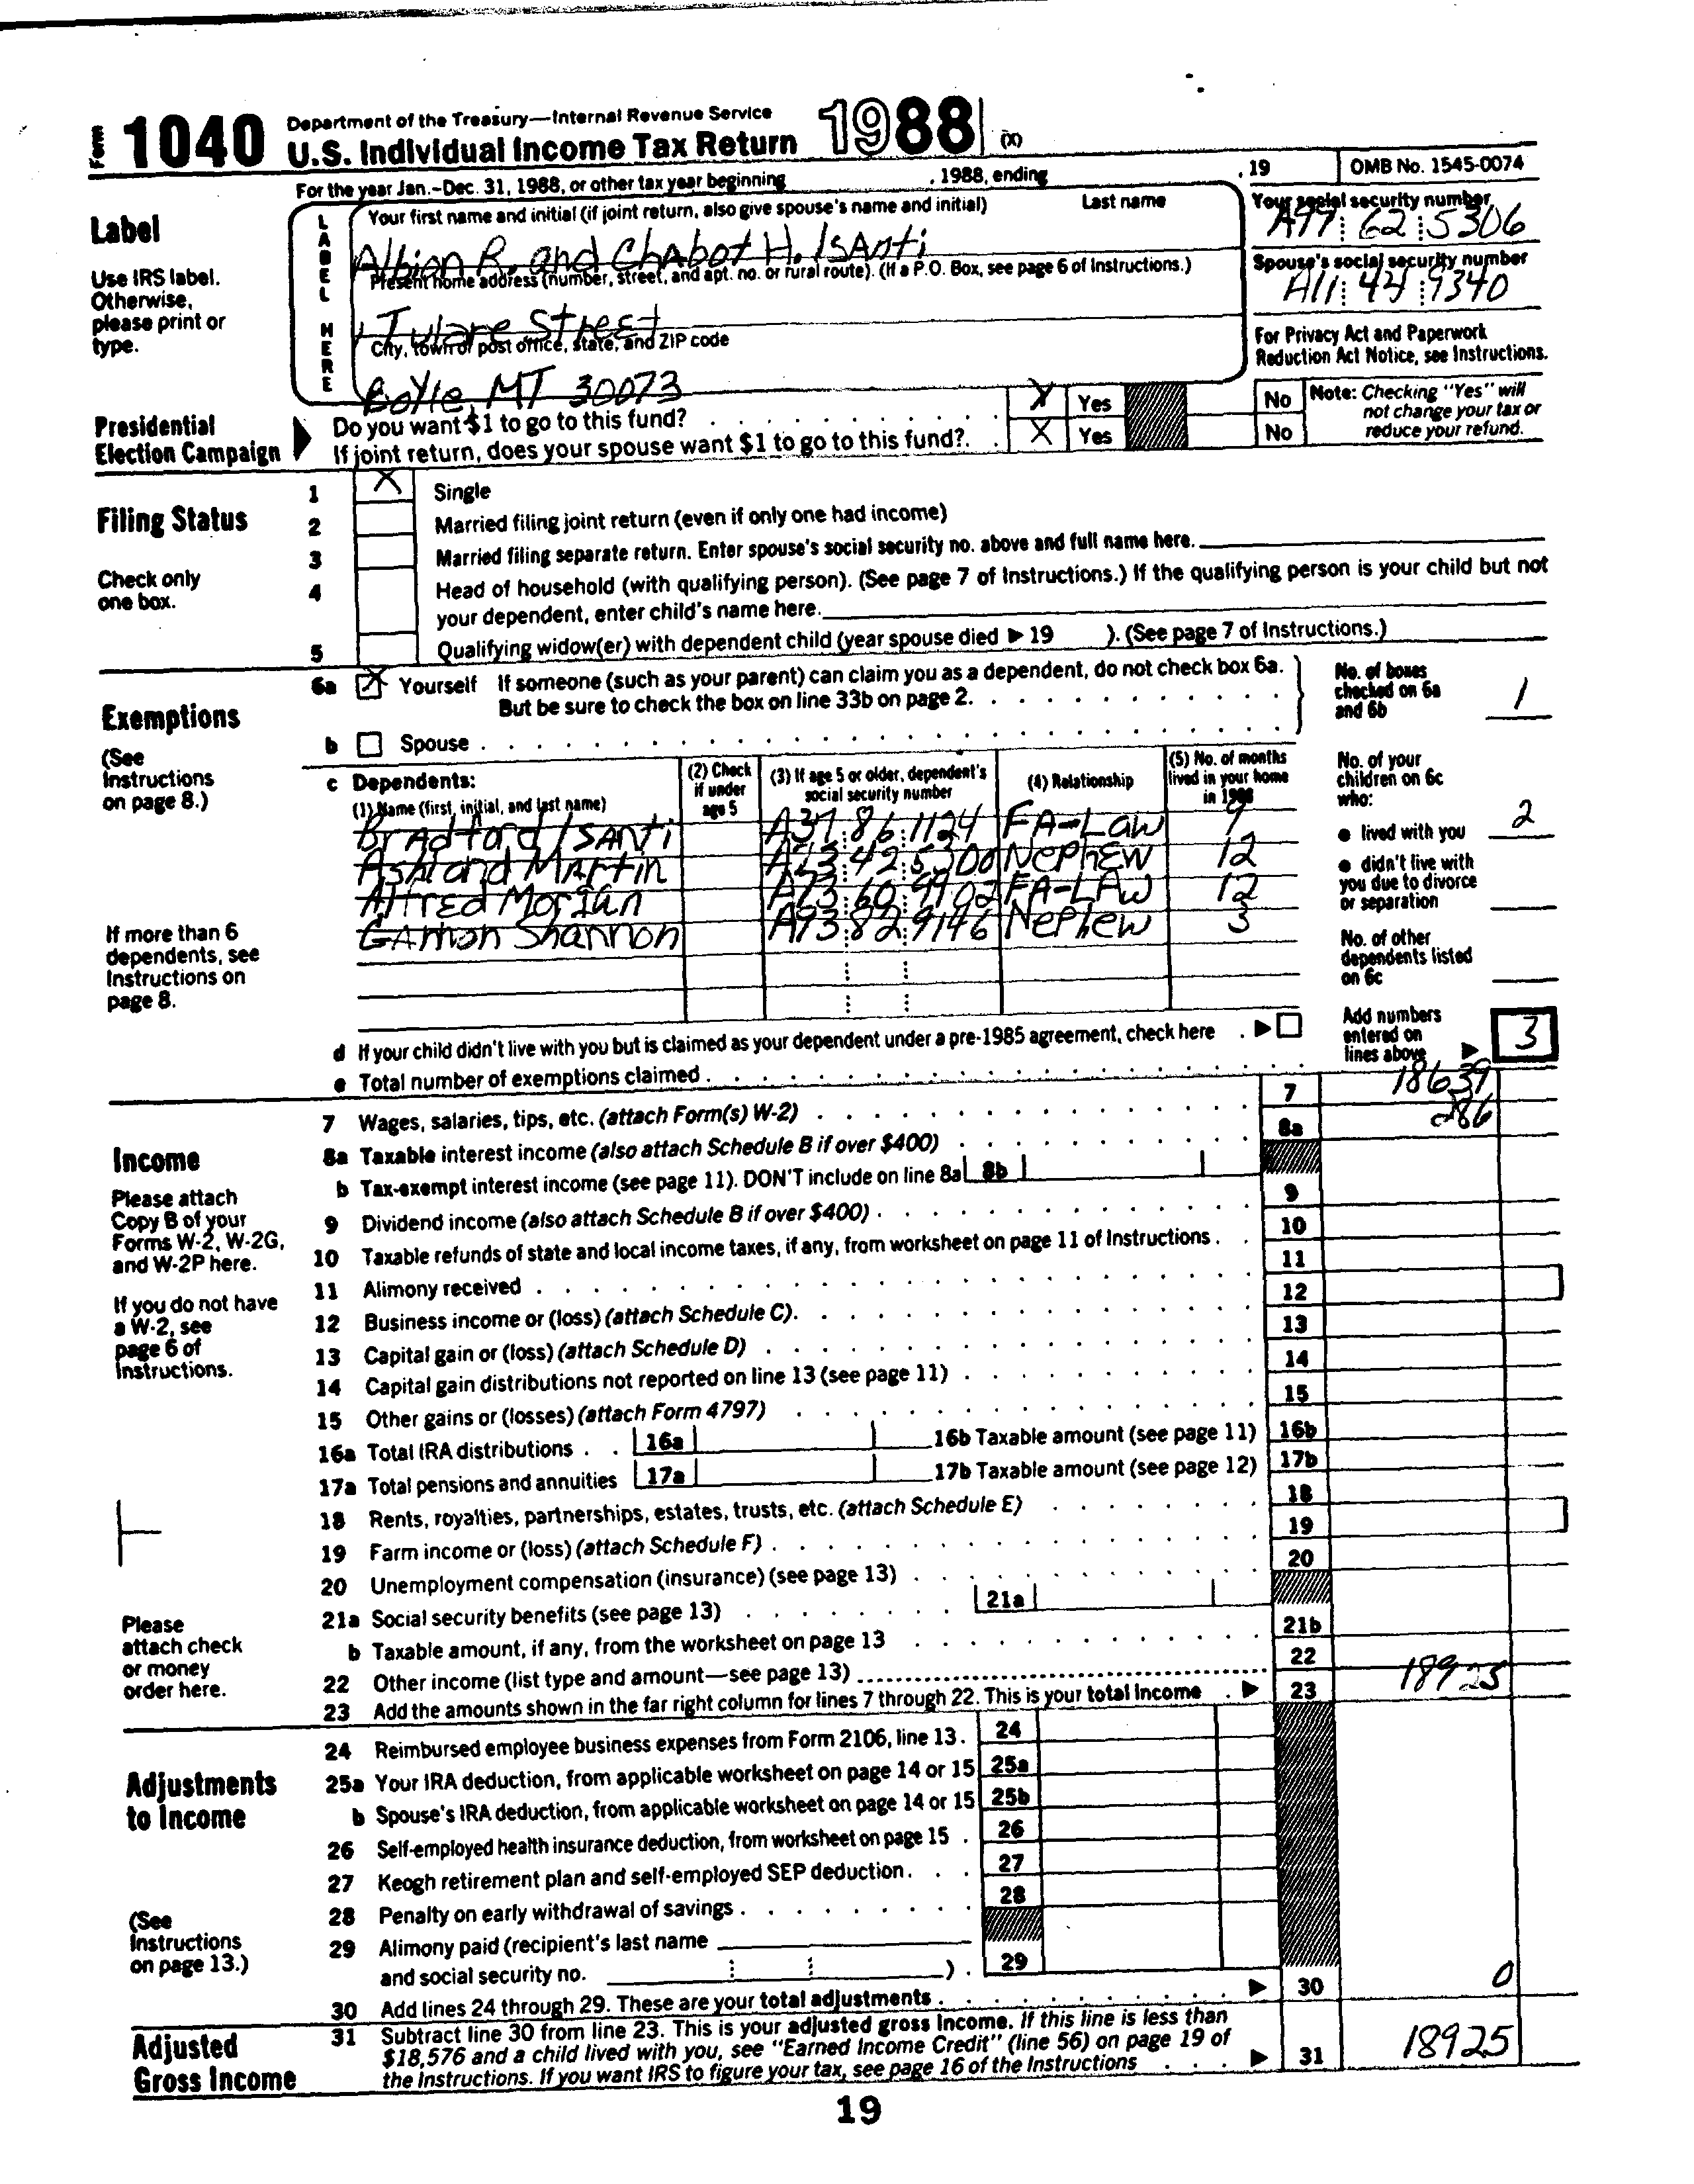 Form 1040 Department of the Treasury—Internal Revenue Service
U.S. Individual Income Tax Return 1988 (X)
For the year Jan.–Dec. 31, 1988, or other tax year beginning , 1988, ending , 19 OMB No. 1545-0074
Label
Use IRS label.
Otherwise,
please print or
type.
LABEL HERE
Your first name and initial (if joint return, also give spouse's name and initial) Last name
Albion R. and Chabot H. Isanti
Present home address (number, street, and apt. no. or rural route). (If a P.O. Box, see page 6 of Instructions.)
1 Tulare Street
City, town or post office, state, and ZIP code
Boyle MT 30073
Your social security number
A97 62 5306
Spouse's social security number
A11 44 9340
For Privacy Act and Paperwork
Reduction Act Notice, see Instructions.
Presidential
Election Campaign
Do you want $1 to go to this fund? X Yes No
If joint return, does your spouse want $1 to go to this fund? X Yes No
Note: Checking "Yes" will
not change your tax or
reduce your refund.
Filing Status
Check only
one box.
1 X Single
2 Married filing joint return (even if only one had income)
3 Married filing separate return. Enter spouse's social security no. above and full name here.
4 Head of household (with qualifying person). (See page 7 of Instructions.) If the qualifying person is your child but not
your dependent, enter child's name here.
5 Qualifying widow(er) with dependent child (year spouse died ▶ 19 ). (See page 7 of Instructions.)
Exemptions
(See
Instructions
on page 8.)
If more than 6
dependents, see
Instructions on
page 8.
6a X Yourself If someone (such as your parent) can claim you as a dependent, do not check box 6a.
But be sure to check the box on line 33b on page 2.
b Spouse
c Dependents:
(1) Name (first, initial, and last name)
(2) Check
if under
age 5
(3) If age 5 or older, dependent's
social security number
(4) Relationship
(5) No. of months
lived in your home
in 1988
Bradford Isanti A37 86 1124 FA-Law 9
Ashland Martin 42 5200 Nephew 12
Alfred Morgan A73 60 9902 FA-LAW 12
GAmon Shannon A93 82 9146 Nephew 3
No. of boxes
checked on 6a
and 6b 1
No. of your
children on 6c
who:
● lived with you 2
● didn't live with
you due to divorce
or separation
No. of other
dependents listed
on 6c
Add numbers
entered on
lines above ▶ 3
d If your child didn't live with you but is claimed as your dependent under a pre-1985 agreement, check here ▶
e Total number of exemptions claimed
Income
Please attach
Copy B of your
Forms W-2, W-2G,
and W-2P here.
If you do not have
a W-2, see
page 6 of
Instructions.
Please
attach check
or money
order here.
7 Wages, salaries, tips, etc. (attach Form(s) W-2) 7 18639
8a Taxable interest income (also attach Schedule B if over $400) 8a 286
b Tax-exempt interest income (see page 11). DON'T include on line 8a 8b
9 Dividend income (also attach Schedule B if over $400) 9
10 Taxable refunds of state and local income taxes, if any, from worksheet on page 11 of Instructions 10
11 Alimony received 11
12 Business income or (loss) (attach Schedule C) 12
13 Capital gain or (loss) (attach Schedule D) 13
14 Capital gain distributions not reported on line 13 (see page 11) 14
15 Other gains or (losses) (attach Form 4797) 15
16a Total IRA distributions 16a 16b Taxable amount (see page 11) 16b
17a Total pensions and annuities 17a 17b Taxable amount (see page 12) 17b
18 Rents, royalties, partnerships, estates, trusts, etc. (attach Schedule E) 18
19 Farm income or (loss) (attach Schedule F) 19
20 Unemployment compensation (insurance) (see page 13) 20
21a Social security benefits (see page 13) 21a
b Taxable amount, if any, from the worksheet on page 13 21b
22 Other income (list type and amount—see page 13) 22
23 Add the amounts shown in the far right column for lines 7 through 22. This is your total income ▶ 23 18925
Adjustments
to Income
(See
Instructions
on page 13.)
24 Reimbursed employee business expenses from Form 2106, line 13. 24
25a Your IRA deduction, from applicable worksheet on page 14 or 15 25a
b Spouse's IRA deduction, from applicable worksheet on page 14 or 15 25b
26 Self-employed health insurance deduction, from worksheet on page 15 26
27 Keogh retirement plan and self-employed SEP deduction 27
28 Penalty on early withdrawal of savings 28
29 Alimony paid (recipient's last name
and social security no. ) 29
30 Add lines 24 through 29. These are your total adjustments ▶ 30 0
Adjusted
Gross Income
31 Subtract line 30 from line 23. This is your adjusted gross income. If this line is less than
$18,576 and a child lived with you, see "Earned Income Credit" (line 56) on page 19 of
the Instructions. If you want IRS to figure your tax, see page 16 of the Instructions ▶ 31 18925
19